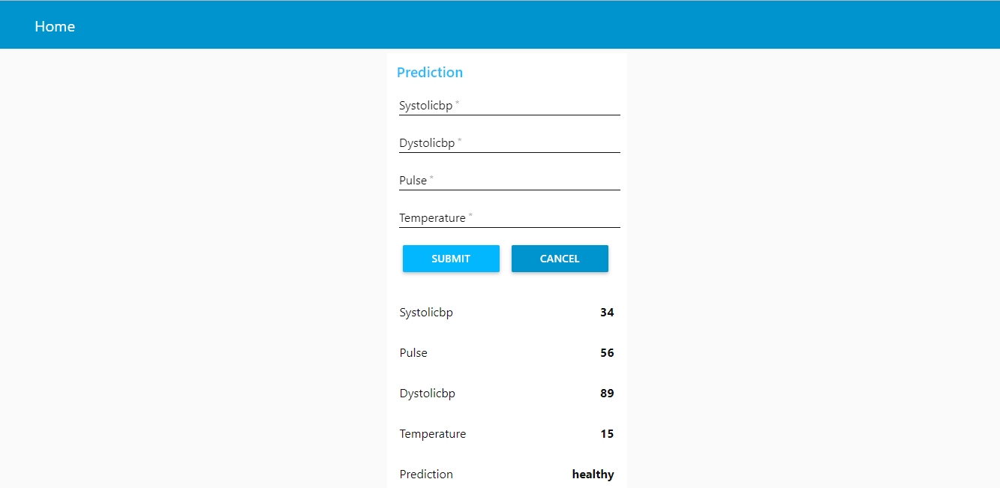 Home
Prediction
Systolicbp *
Dystolicbp *
Pulse *
Temperature *
SUBMIT CANCEL
Systolicbp 34
Pulse 56
Dystolicbp 89
Temperature 15
Prediction healthy